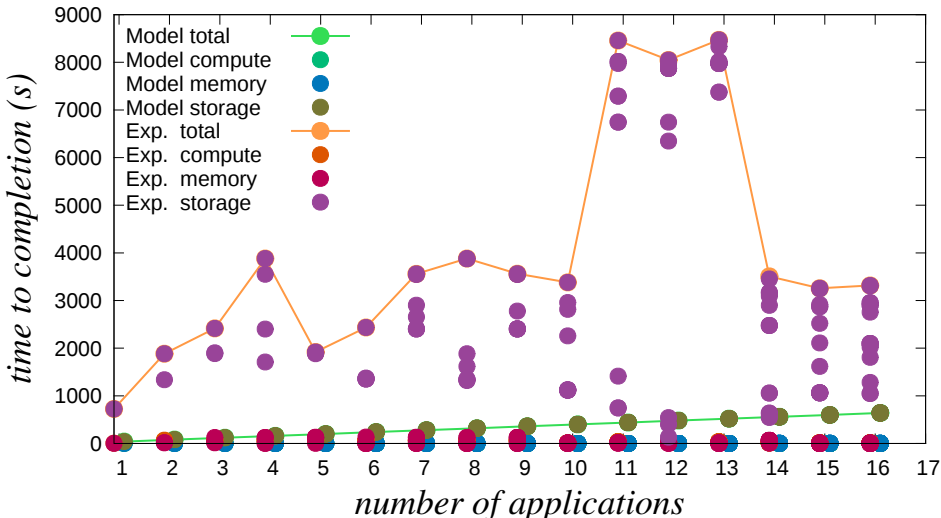 9000
8000
7000
6000
5000
4000
3000
2000
1000
0
time to completion (s)
Model total
Model compute
Model memory
Model storage
Exp. total
Exp. compute
Exp. memory
Exp. storage
1 2 3 4 5 6 7 8 9 10 11 12 13 14 15 16 17
number of applications